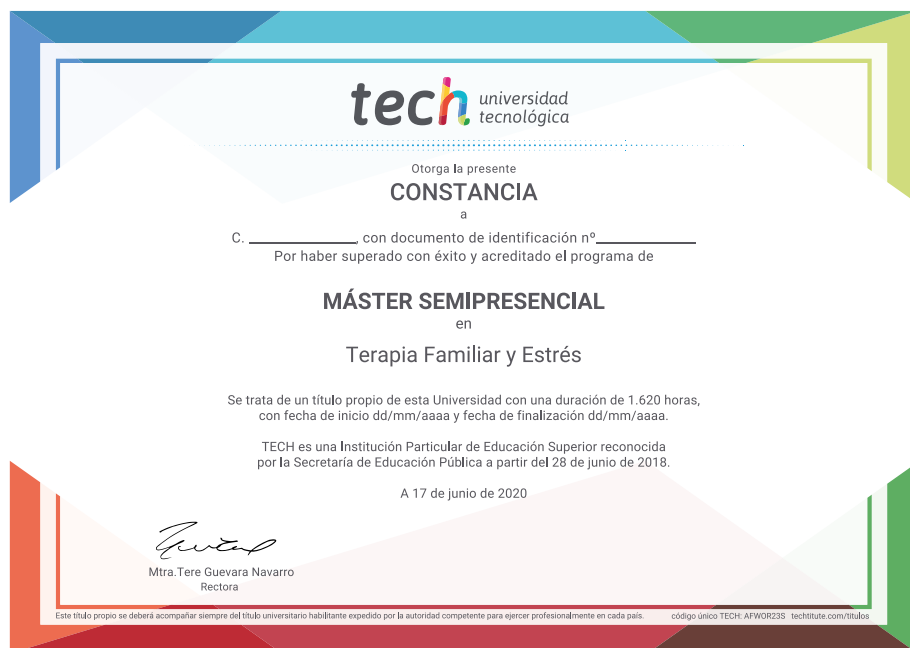 tech universidad
tecnológica
Otorga la presente
CONSTANCIA
a
C. ____________, con documento de identificación nº___________
Por haber superado con éxito y acreditado el programa de
MÁSTER SEMIPRESENCIAL
en
Terapia Familiar y Estrés
Se trata de un título propio de esta Universidad con una duración de 1.620 horas,
con fecha de inicio dd/mm/aaaa y fecha de finalización dd/mm/aaaa.
TECH es una Institución Particular de Educación Superior reconocida
por la Secretaría de Educación Pública a partir del 28 de junio de 2018.
A 17 de junio de 2020
Mtra.Tere Guevara Navarro
Rectora
Este título propio se deberá acompañar siempre del título universitario habilitante expedido por la autoridad competente para ejercer profesionalmente en cada país. código único TECH: AFWOR23S techtitute.com/titulos